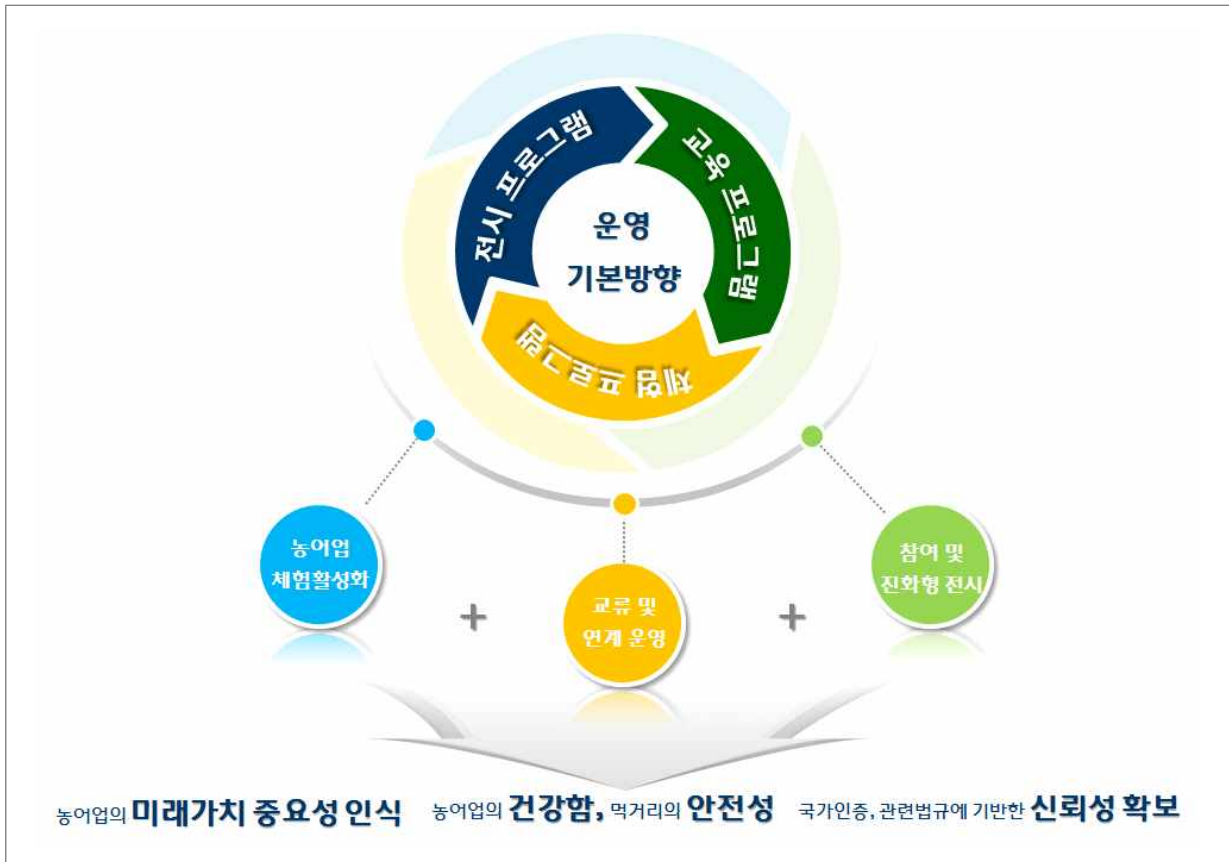 전시 프로그램
교육 프로그램
체험 프로그램
운영
기본방향
농어업
체험활성화
+
교류 및
연계 운영
+
참여 및
진화형 전시
농어업의 미래가치 중요성 인식
농어업의 건강함, 먹거리의 안전성
국가인증, 관련법규에 기반한 신뢰성 확보